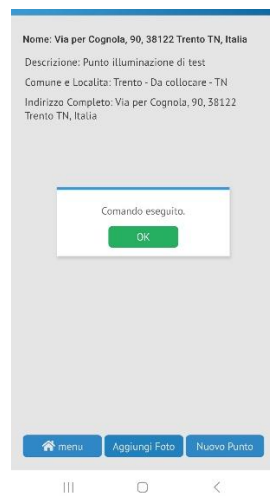 Nome: Via per Cognola, 90, 38122 Trento TN, Italia
Descrizione: Punto illuminazione di test
Comune e Localita: Trento - Da collocare - TN
Indirizzo Completo: Via per Cognola, 90, 38122
Trento TN, Italia
Comando eseguito.
OK
menu
Aggiungi Foto
Nuovo Punto